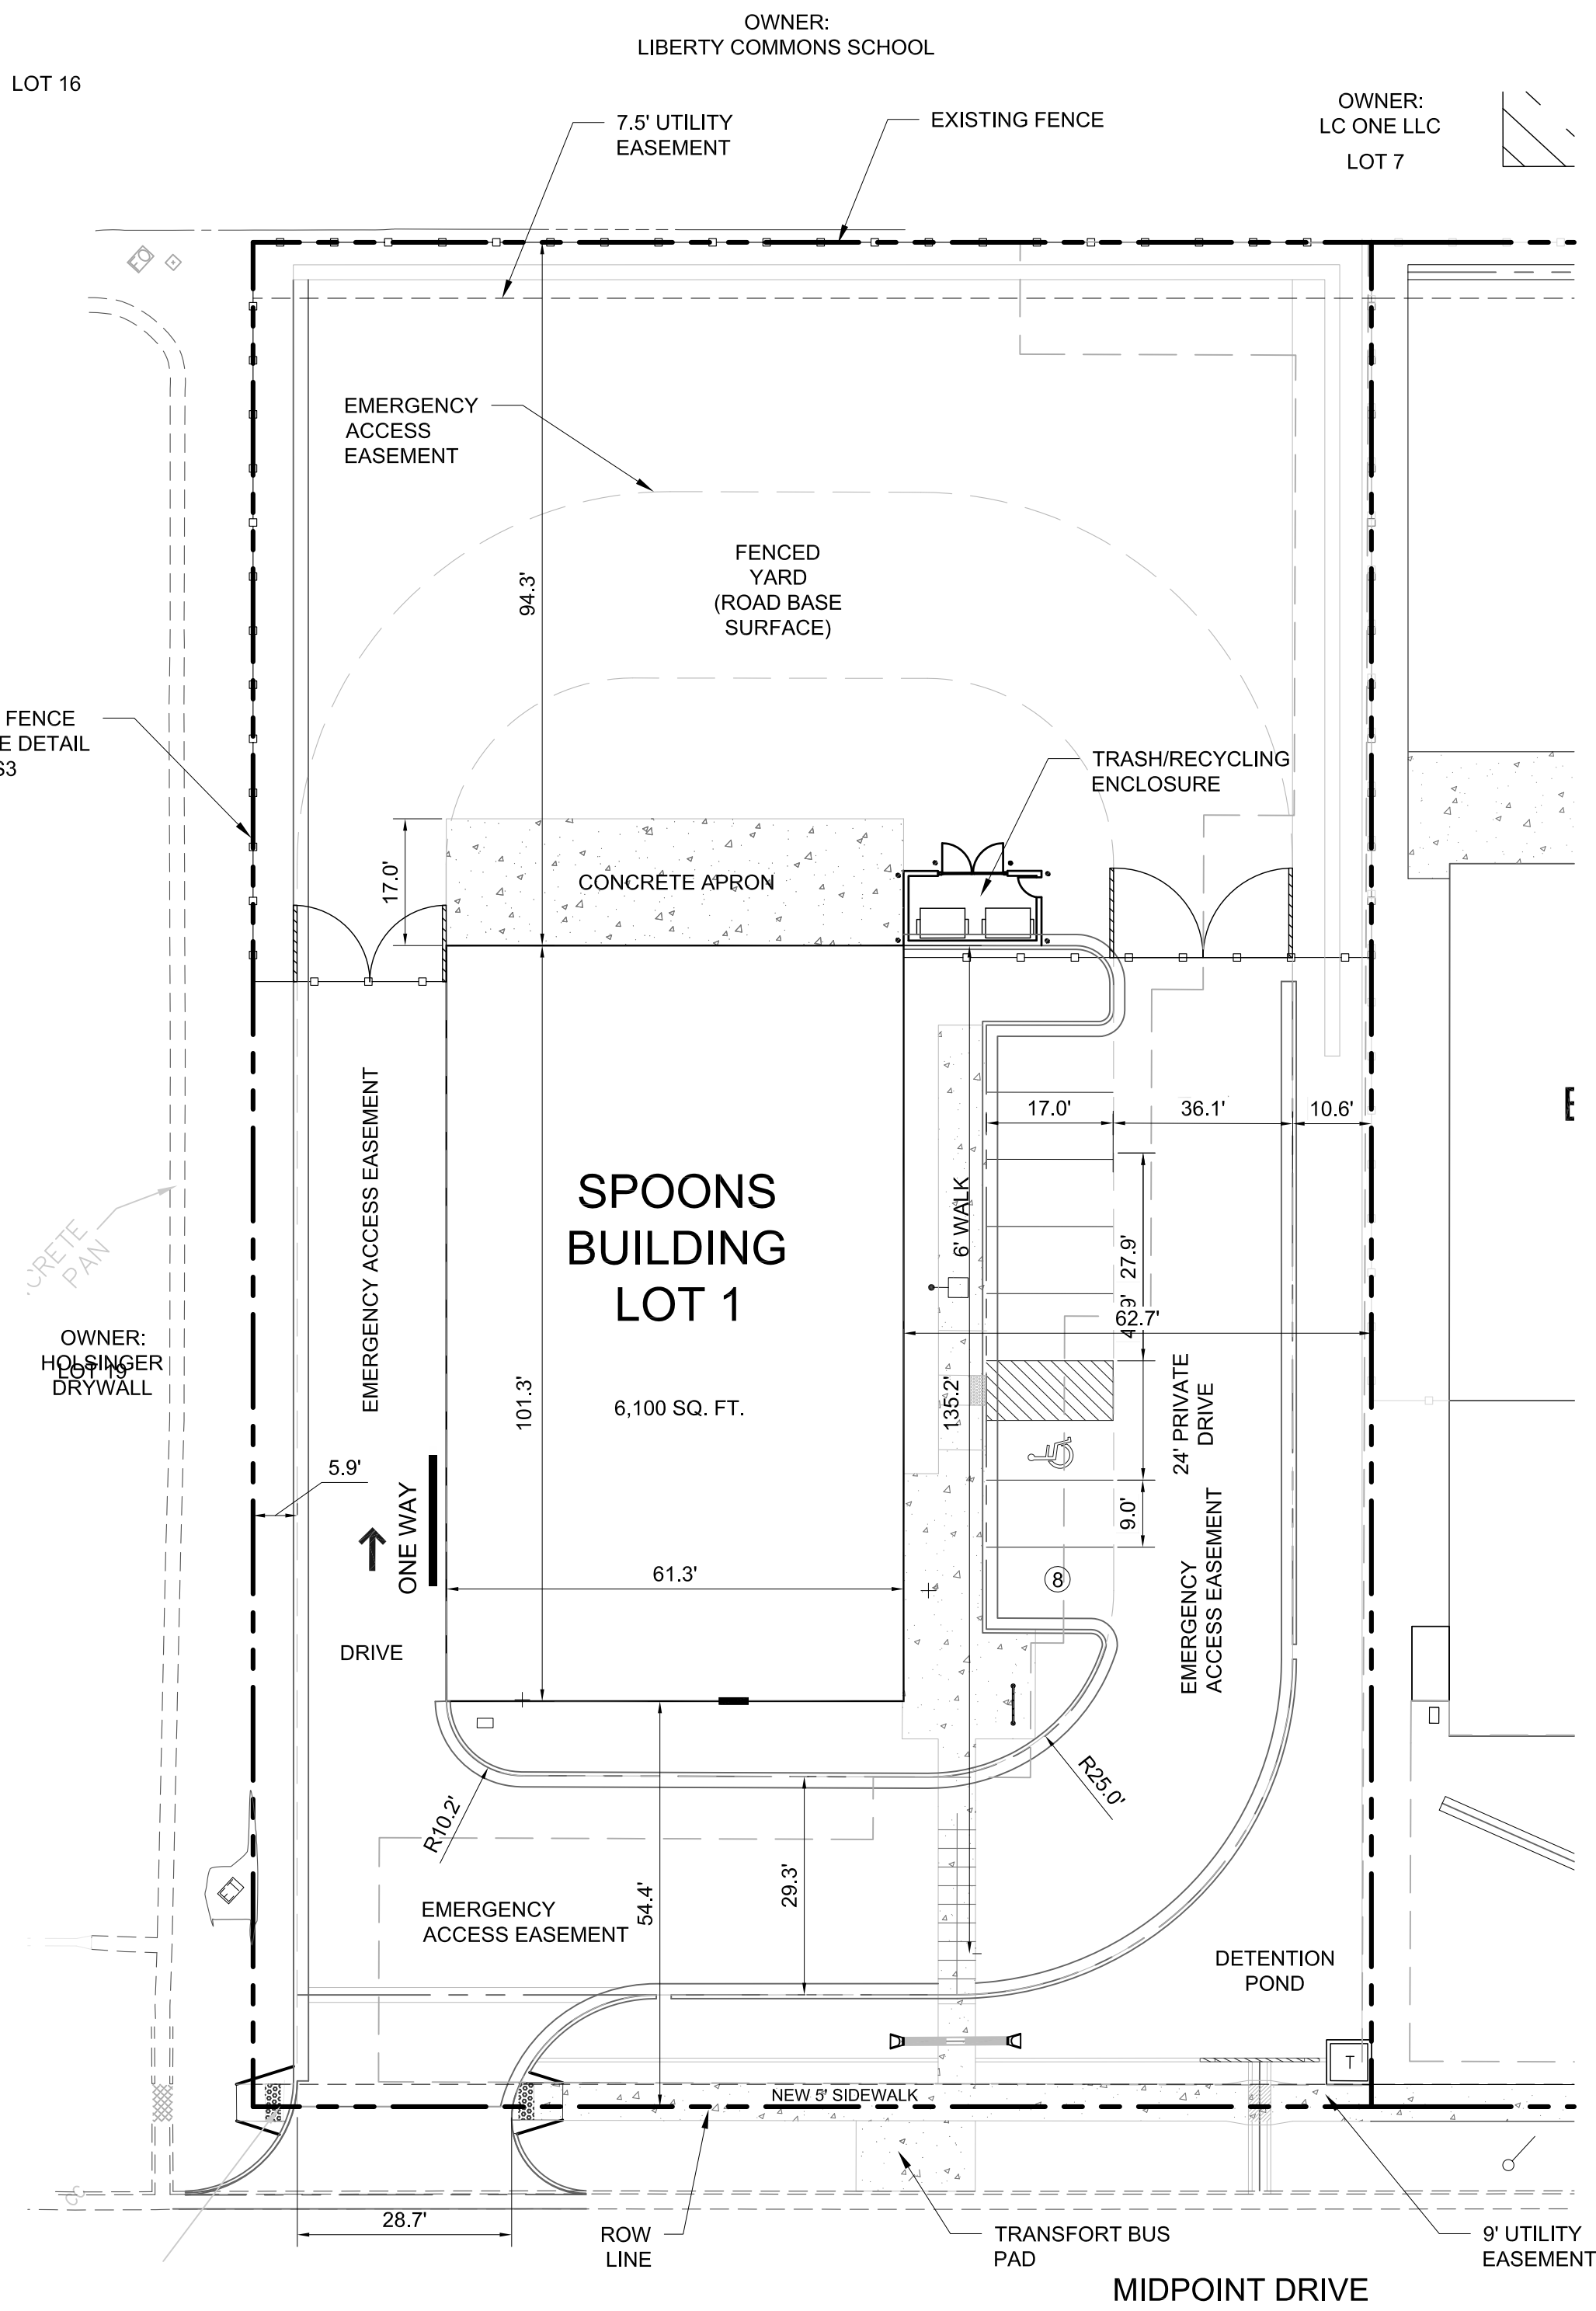 OWNER:
LIBERTY COMMONS SCHOOL
LOT 16
OWNER:
LC ONE LLC
LOT 7
7.5' UTILITY
EASEMENT
EXISTING FENCE
EMERGENCY
ACCESS
EASEMENT
94.3'
FENCED
YARD
(ROAD BASE
SURFACE)
FENCE
E DETAIL
S3
TRASH/RECYCLING
ENCLOSURE
17.0'
CONCRETE APRON
EMERGENCY ACCESS EASEMENT
17.0'
36.1'
10.6'
SPOONS
BUILDING
LOT 1
6,100 SQ. FT.
6' WALK
27.9'
62.7'
CRETE
PAN
OWNER:
HOLSINGER
DRYWALL
LOT 19
101.3'
135.2'
24' PRIVATE
DRIVE
5.9'
ONE WAY
9.0'
EMERGENCY
ACCESS EASEMENT
61.3'
8
DRIVE
R10.2'
R25.0'
29.3'
54.4'
EMERGENCY
ACCESS EASEMENT
DETENTION
POND
T
NEW 5' SIDEWALK
28.7'
ROW
LINE
TRANSFORT BUS
PAD
9' UTILITY
EASEMENT
MIDPOINT DRIVE